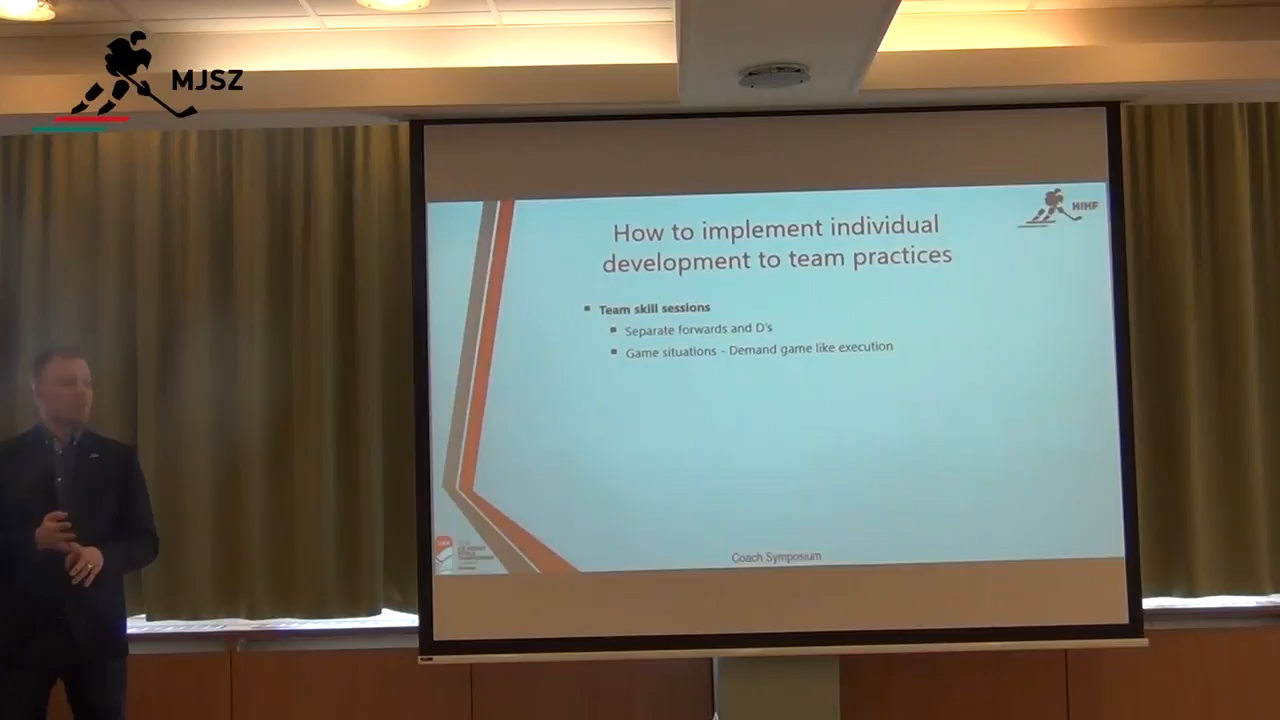 MJSZ
HIHF
How to implement individual
development to team practices
Team skill sessions
Separate forwards and D's
Game situations - Demand game like execution
Coach Symposium